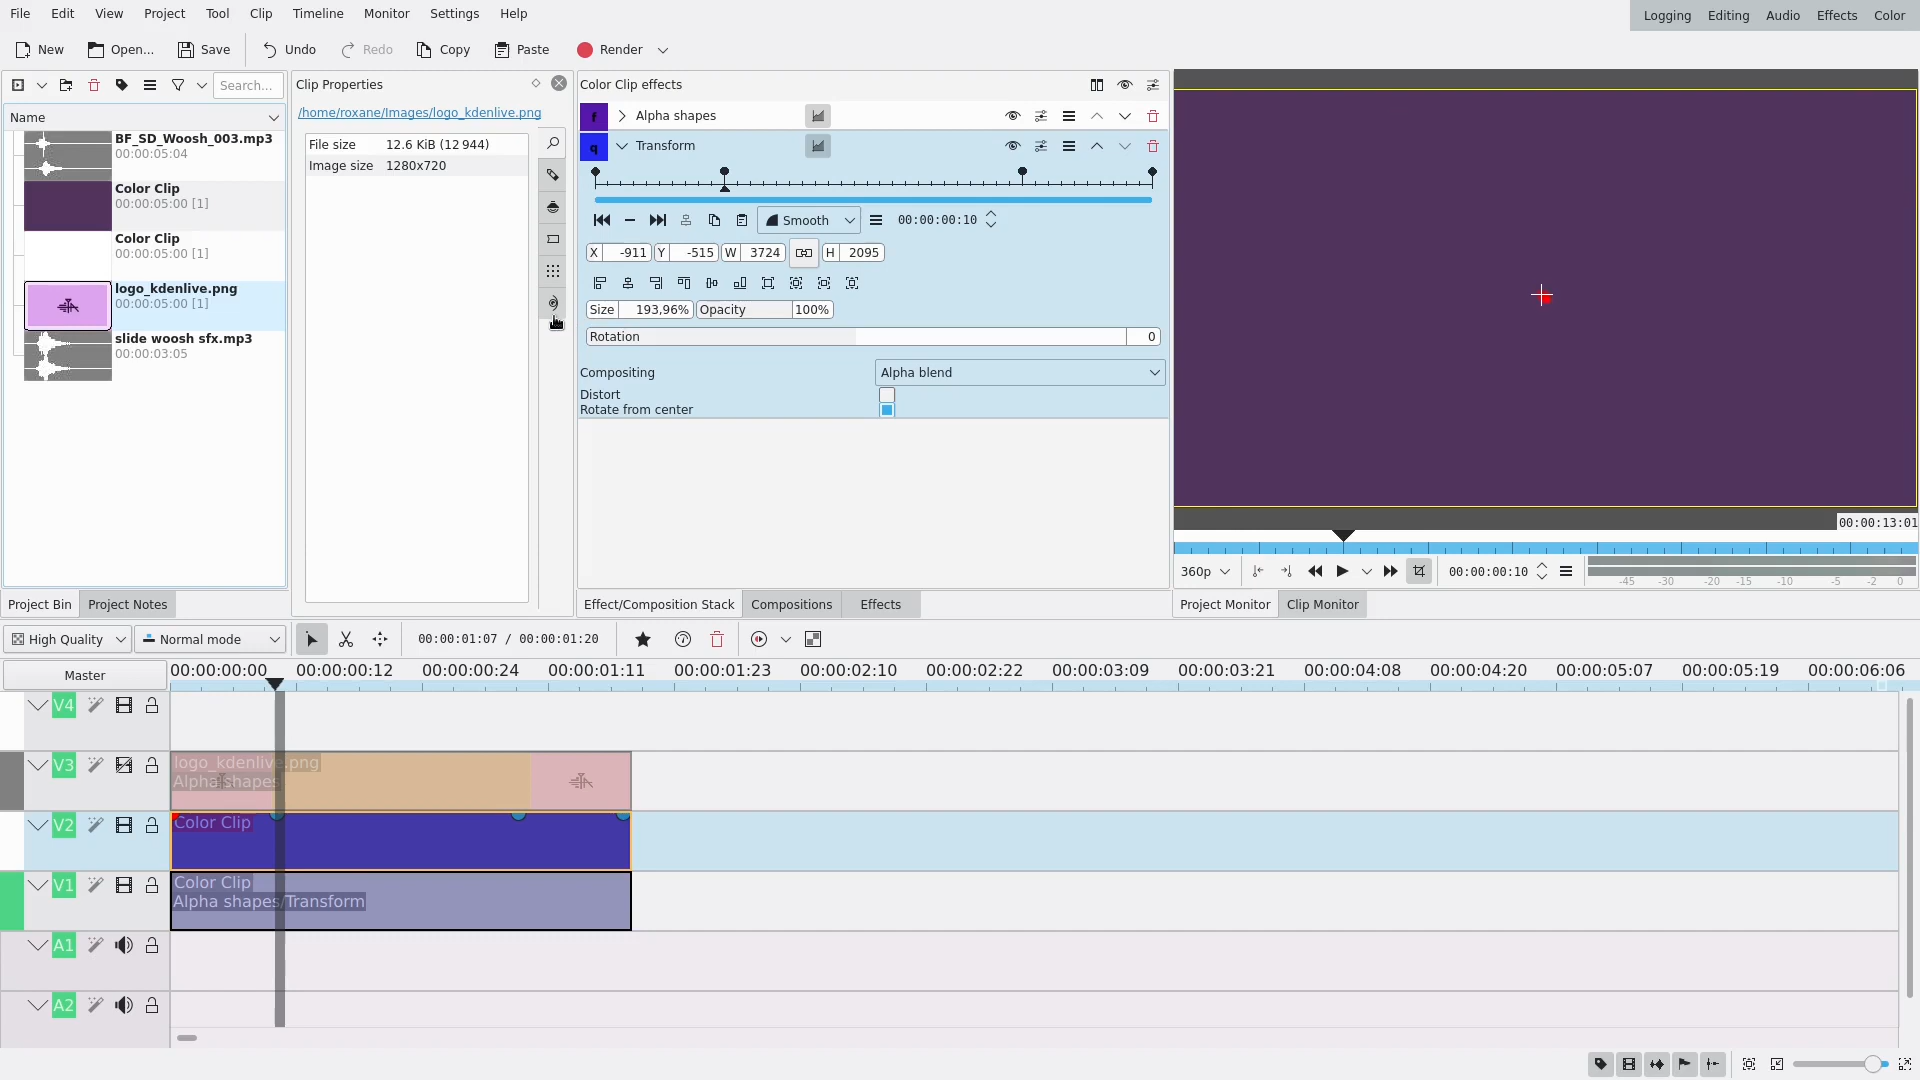 File Edit View Project Tool Clip Timeline Monitor Settings Help
Logging Editing Audio Effects Color
New Open... Save Undo Redo Copy Paste Render
Search...
Name
BF_SD_Woosh_003.mp3
00:00:05:04
Color Clip
00:00:05:00 [1]
Color Clip
00:00:05:00 [1]
logo_kdenlive.png
00:00:05:00 [1]
slide woosh sfx.mp3
00:00:03:05
Project Bin Project Notes
Clip Properties
/home/roxane/Images/logo_kdenlive.png
File size 12.6 KiB (12 944)
Image size 1280x720
Color Clip effects
f Alpha shapes
q Transform
Smooth 00:00:00:10
X -911 Y -515 W 3724 H 2095
Size 193,96% Opacity 100%
Rotation 0
Compositing Alpha blend
Distort
Rotate from center
Effect/Composition Stack Compositions Effects
00:00:13:01
360p 00:00:00:10
-45 -30 -20 -15 -10 -5 -2 0
Project Monitor Clip Monitor
High Quality Normal mode 00:00:01:07 / 00:00:01:20
Master 00:00:00:00 00:00:00:12 00:00:00:24 00:00:01:11 00:00:01:23 00:00:02:10 00:00:02:22 00:00:03:09 00:00:03:21 00:00:04:08 00:00:04:20 00:00:05:07 00:00:05:19 00:00:06:06
V4
V3 logo_kdenlive.png
Alpha shapes
V2 Color Clip
V1 Color Clip
Alpha shapes/Transform
A1
A2